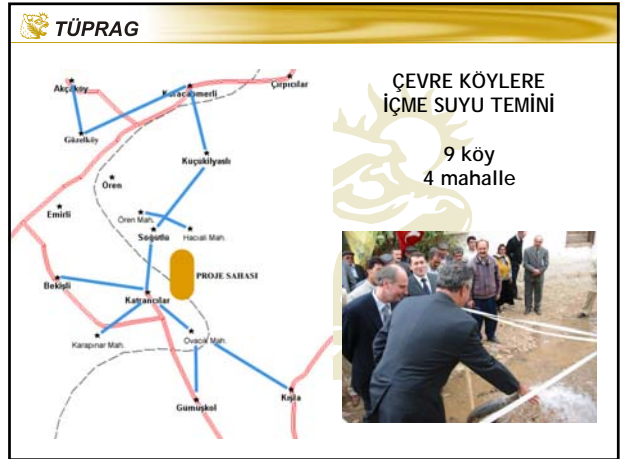 TÜPRAG
ÇEVRE KÖYLERE
İÇME SUYU TEMİNİ
9 köy
4 mahalle
Akçaköy
Karacaömerli
Çırpıcılar
Güzelköy
Küçükilyaslı
Ören
Emirli
Ören Mah.
Söğütlü
Hacıali Mah.
PROJE SAHASI
Bekişli
Katrancılar
Karapınar Mah.
Ovacık Mah.
Gümüşkol
Kışla